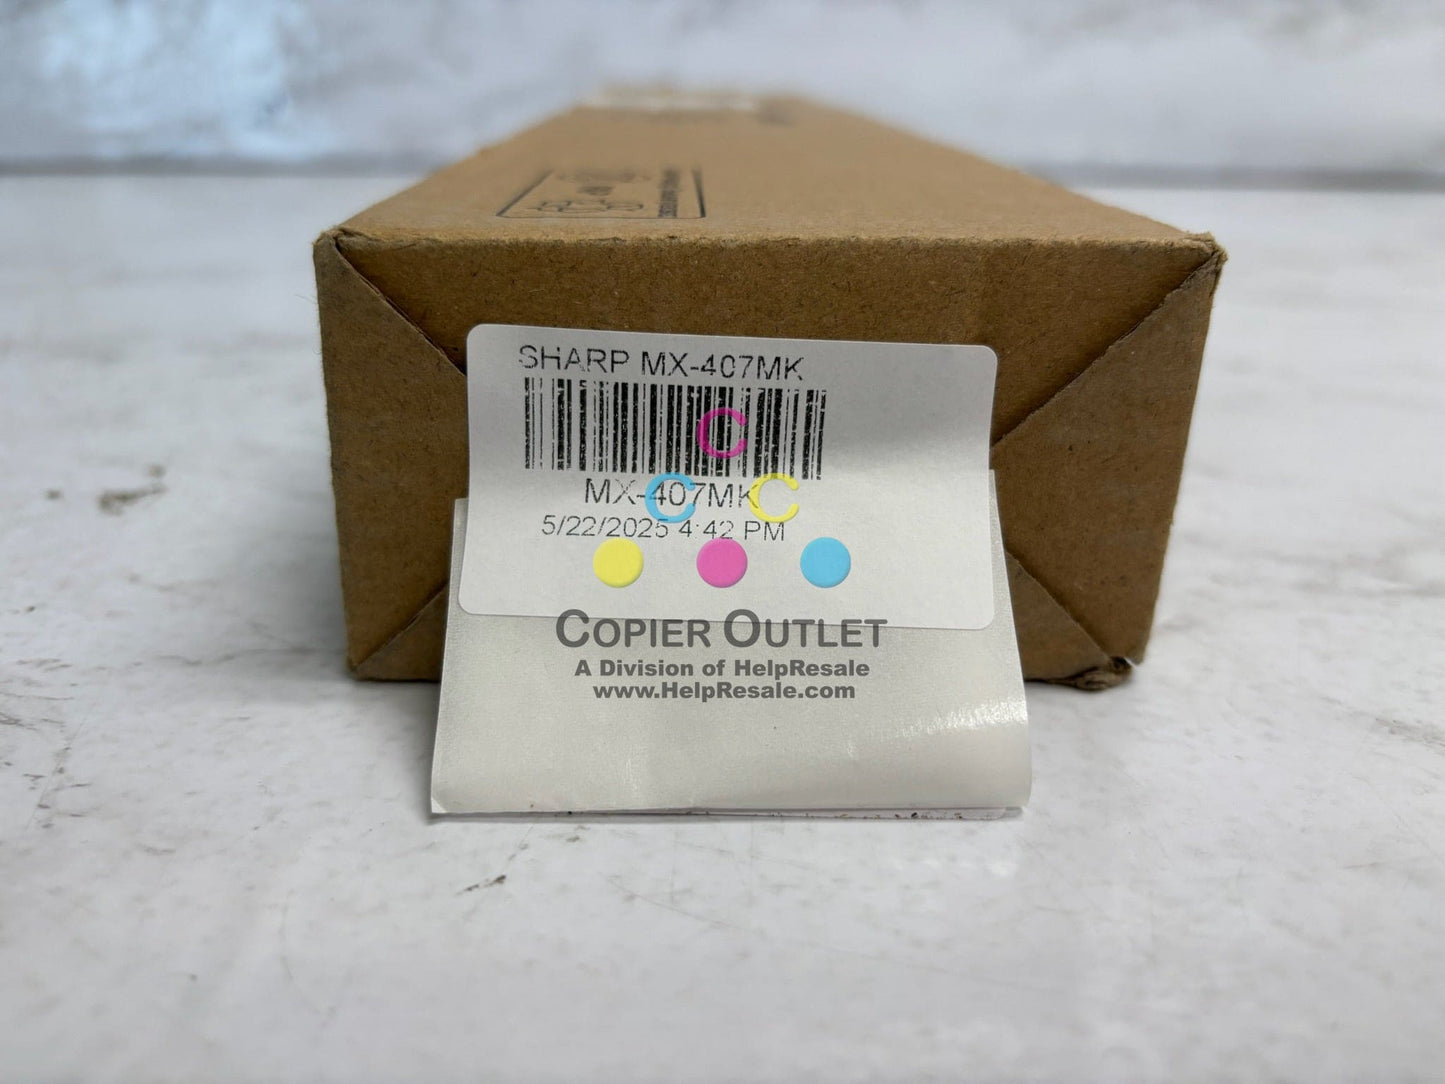 SHARP MX-407MK
MX-407MK
5/22/2025 4:42 PM
C
C C
COPIER OUTLET
A Division of HelpResale
www.HelpResale.com